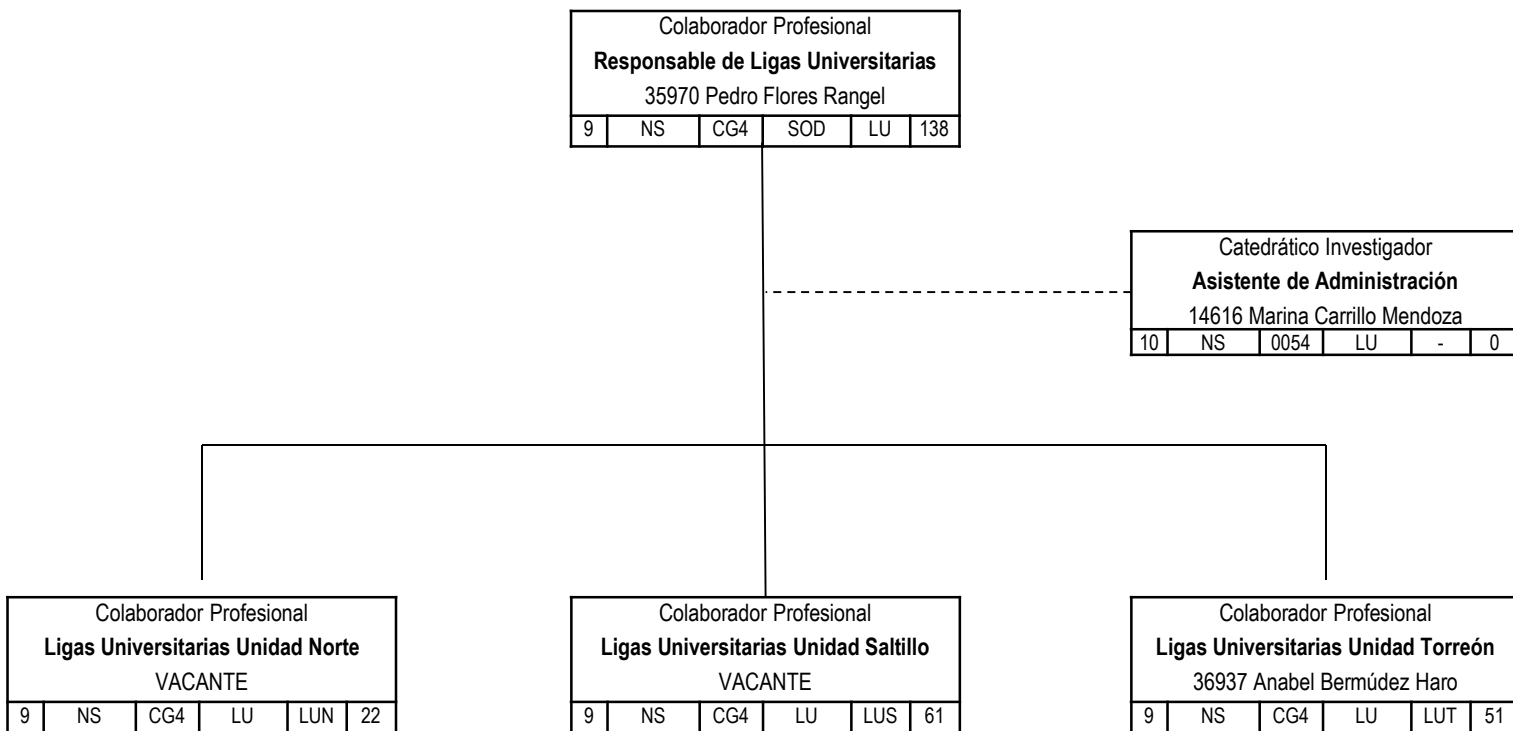 Colaborador Profesional
Responsable de Ligas Universitarias
35970 Pedro Flores Rangel
9 NS CG4 SOD LU 138
Catedrático Investigador
Asistente de Administración
14616 Marina Carrillo Mendoza
10 NS 0054 LU - 0
Colaborador Profesional
Ligas Universitarias Unidad Norte
VACANTE
9 NS CG4 LU LUN 22
Colaborador Profesional
Ligas Universitarias Unidad Saltillo
VACANTE
9 NS CG4 LU LUS 61
Colaborador Profesional
Ligas Universitarias Unidad Torreón
36937 Anabel Bermúdez Haro
9 NS CG4 LU LUT 51